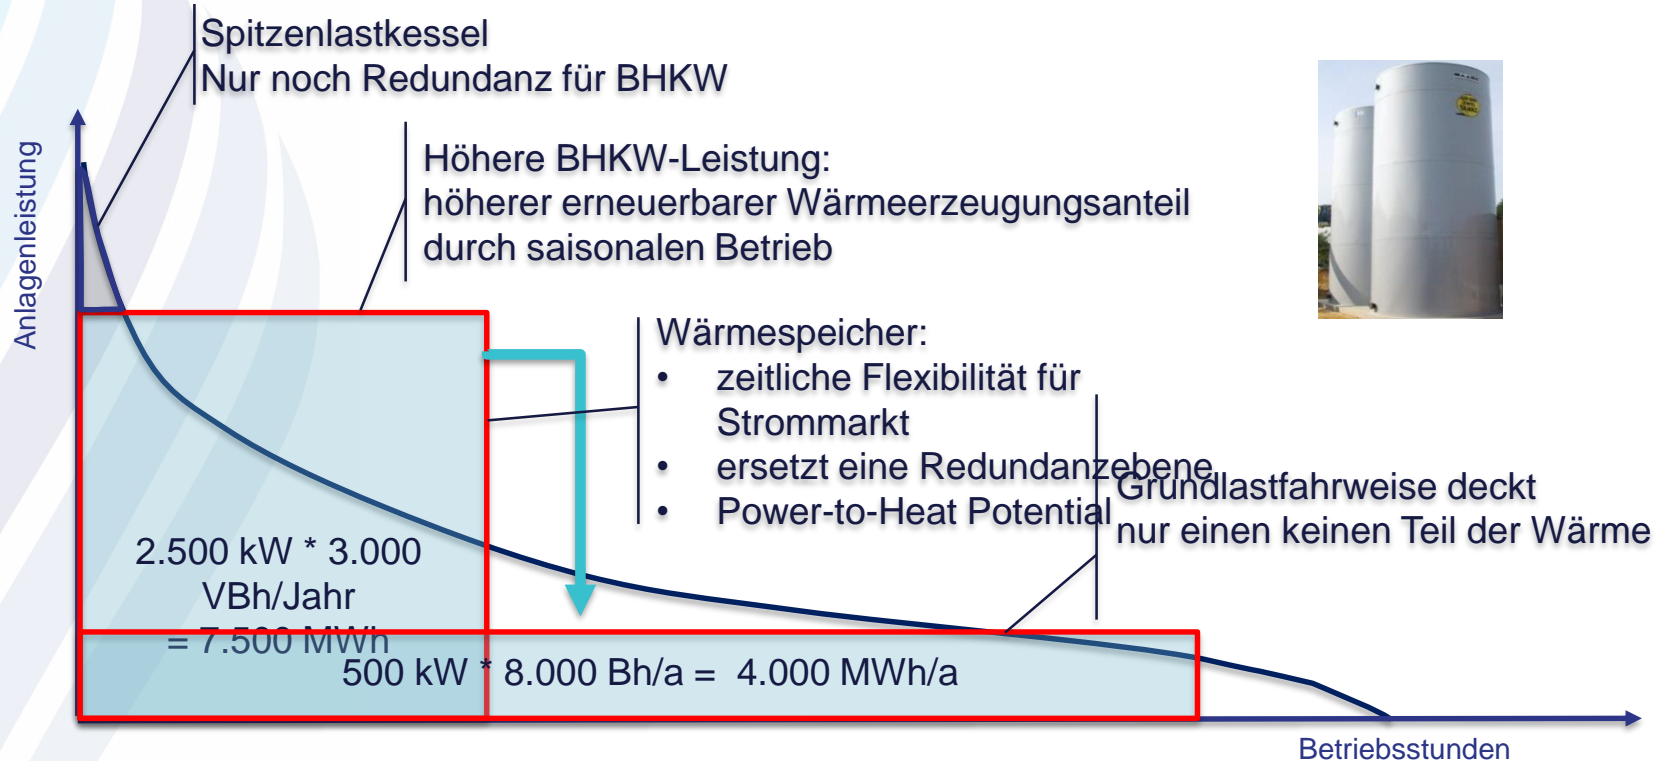 Spitzenlastkessel
Nur noch Redundanz für BHKW
Anlagenleistung
Höhere BHKW-Leistung:
höherer erneuerbarer Wärmeerzeugungsanteil
durch saisonalen Betrieb
Wärmespeicher:
• zeitliche Flexibilität für
Strommarkt
• ersetzt eine Redundanzebene
• Power-to-Heat Potential
Grundlastfahrweise deckt
nur einen keinen Teil der Wärme
2.500 kW * 3.000
VBh/Jahr
= 7.500 MWh
500 kW * 8.000 Bh/a = 4.000 MWh/a
Betriebsstunden